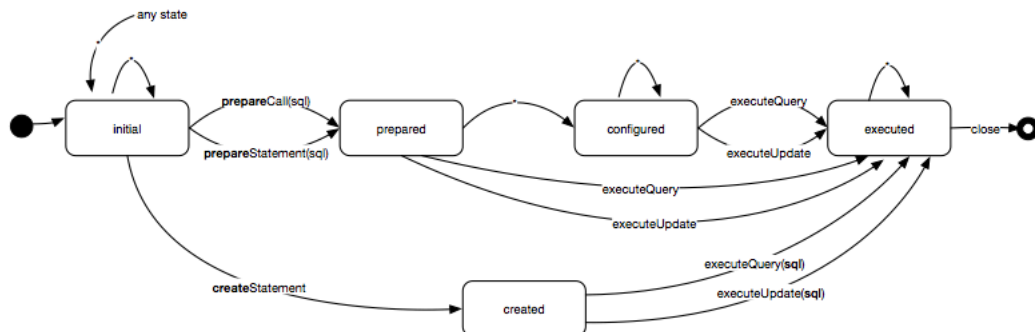 any state
initial
prepareCall(sql)
prepareStatement(sql)
prepared
configured
executeQuery
executeUpdate
executed
close
executeQuery
executeUpdate
createStatement
created
executeQuery(sql)
executeUpdate(sql)